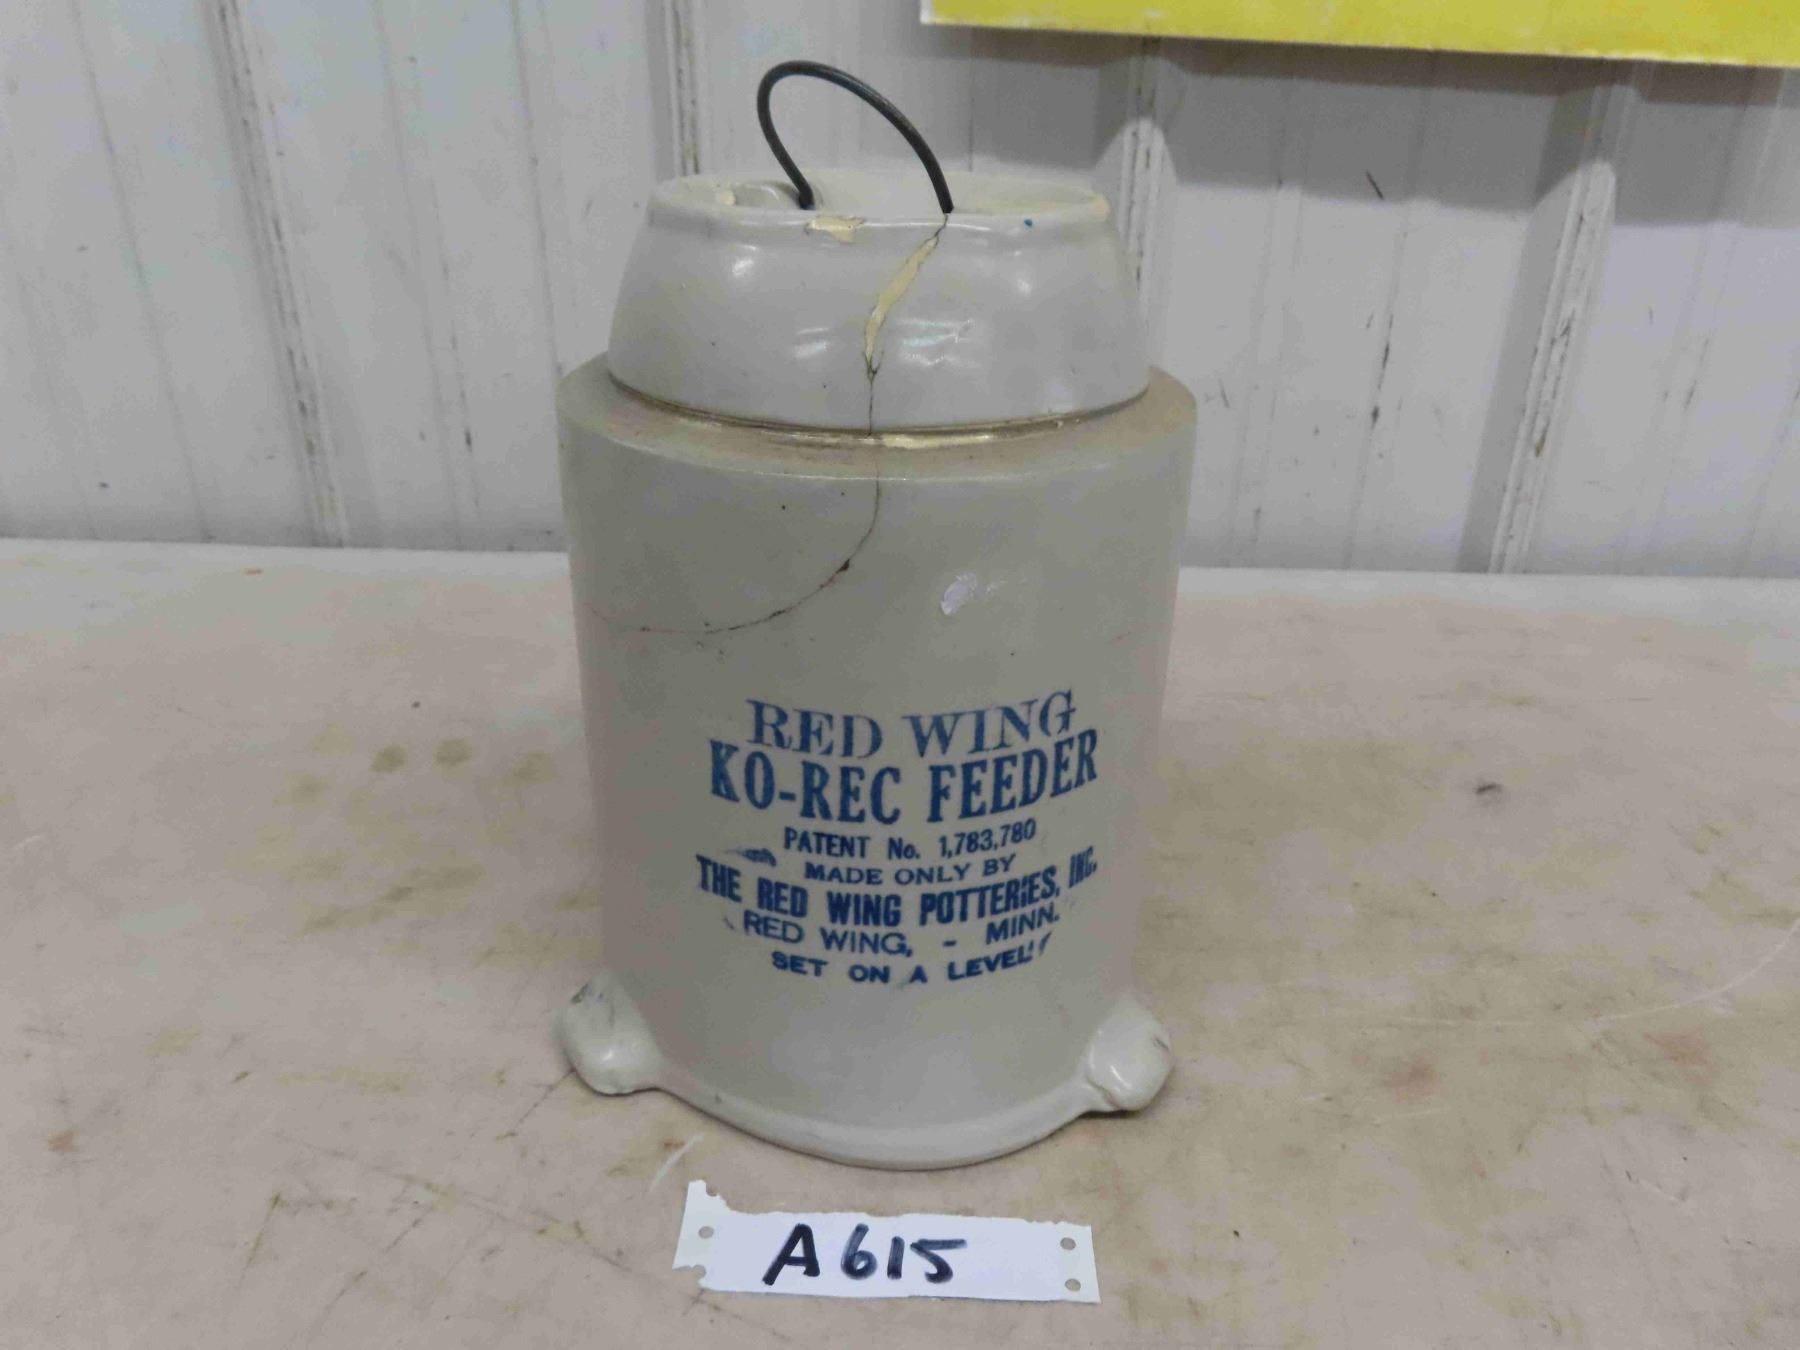 RED WING
KO-REC FEEDER
PATENT No. 1,783,780
MADE ONLY BY
THE RED WING POTTERIES, INC.
RED WING, - MINN.
SET ON A LEVEL
A615